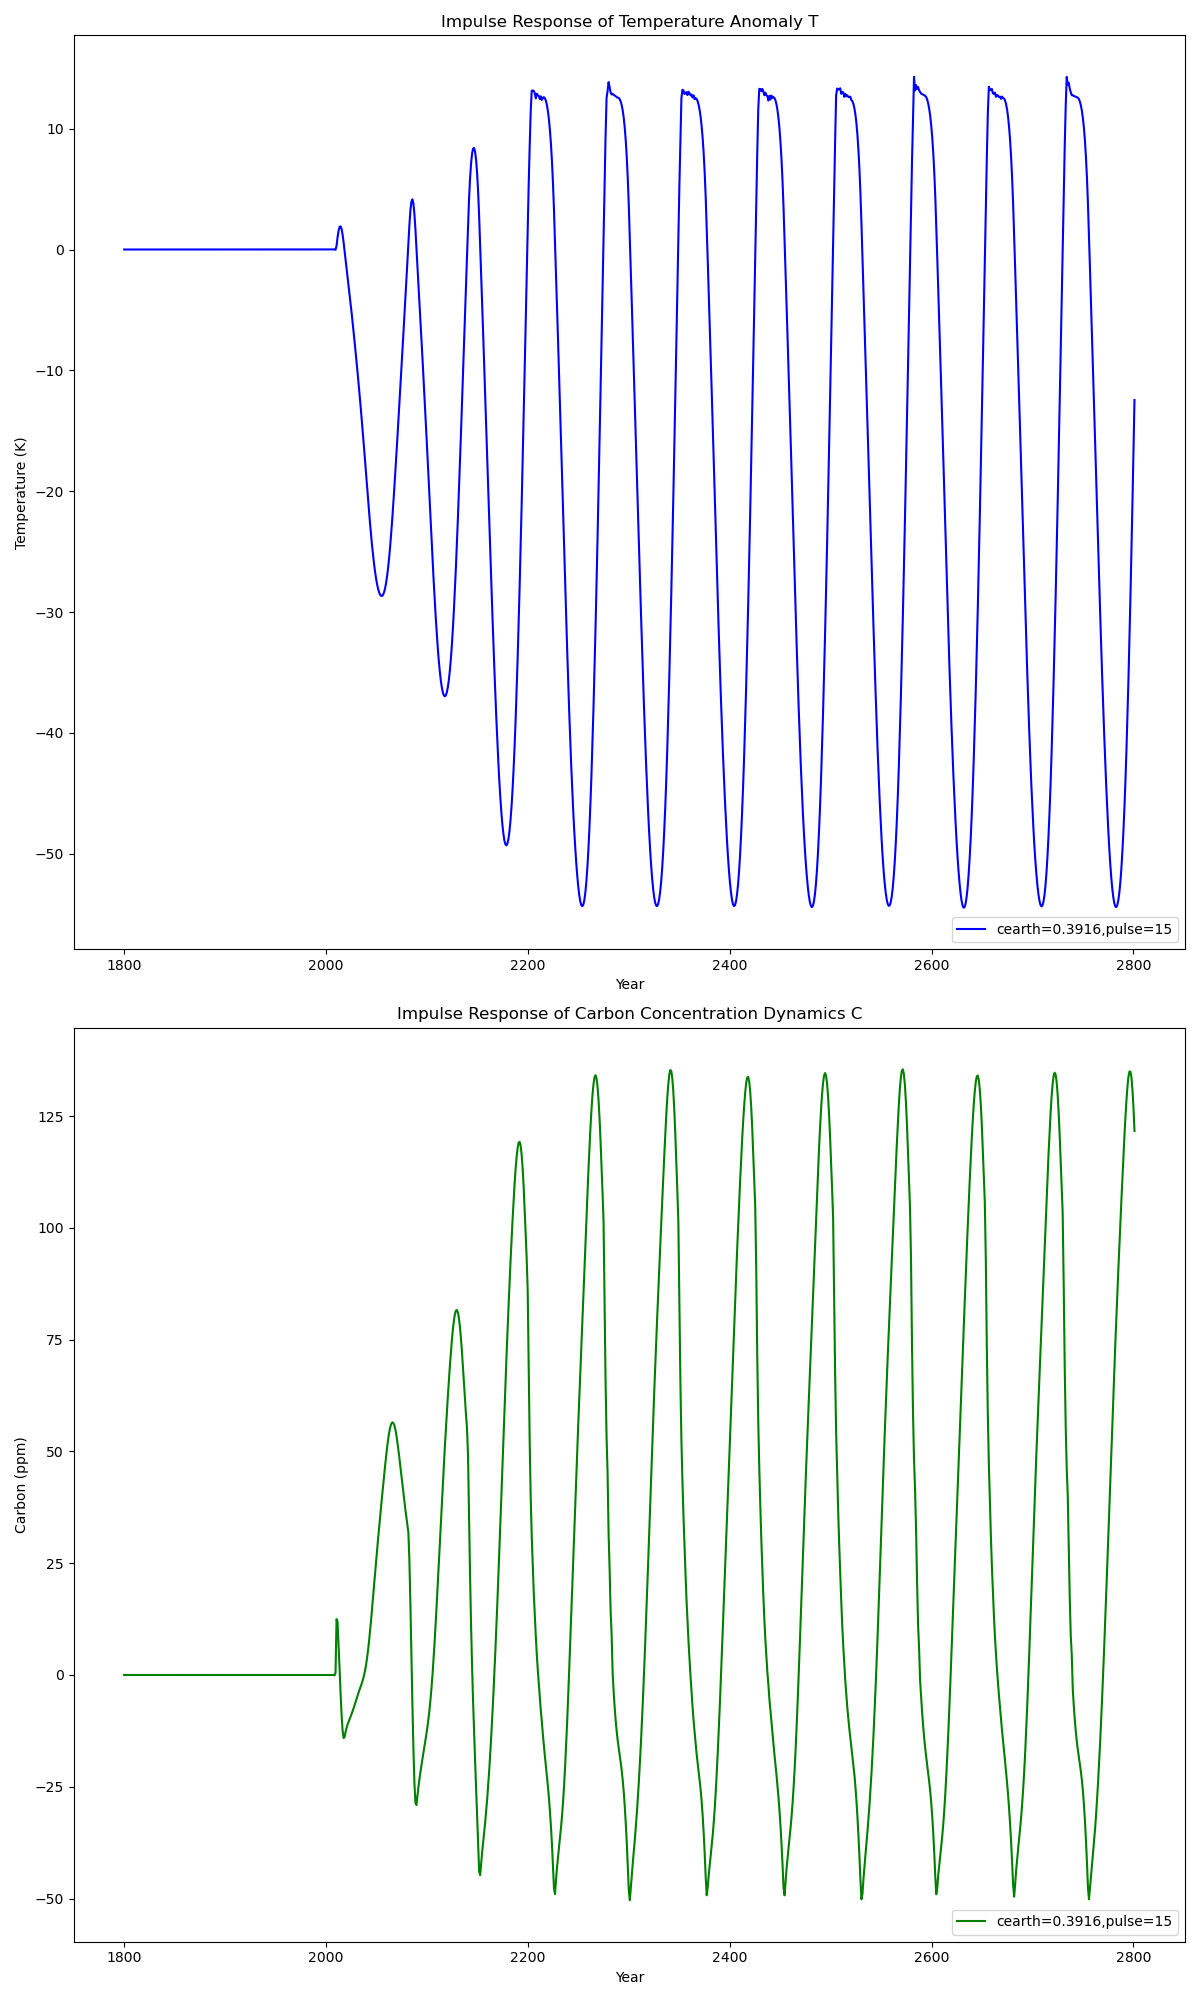 Impulse Response of Temperature Anomaly T
Temperature (K)
10
0
−10
−20
−30
−40
−50
cearth=0.3916,pulse=15
1800 2000 2200 2400 2600 2800
Year
Impulse Response of Carbon Concentration Dynamics C
Carbon (ppm)
125
100
75
50
25
0
−25
−50
cearth=0.3916,pulse=15
1800 2000 2200 2400 2600 2800
Year